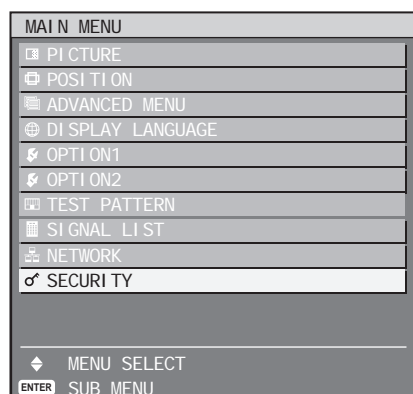 MAIN MENU
PICTURE
POSITION
ADVANCED MENU
DISPLAY LANGUAGE
OPTION1
OPTION2
TEST PATTERN
SIGNAL LIST
NETWORK
SECURITY
MENU SELECT
ENTER SUB MENU